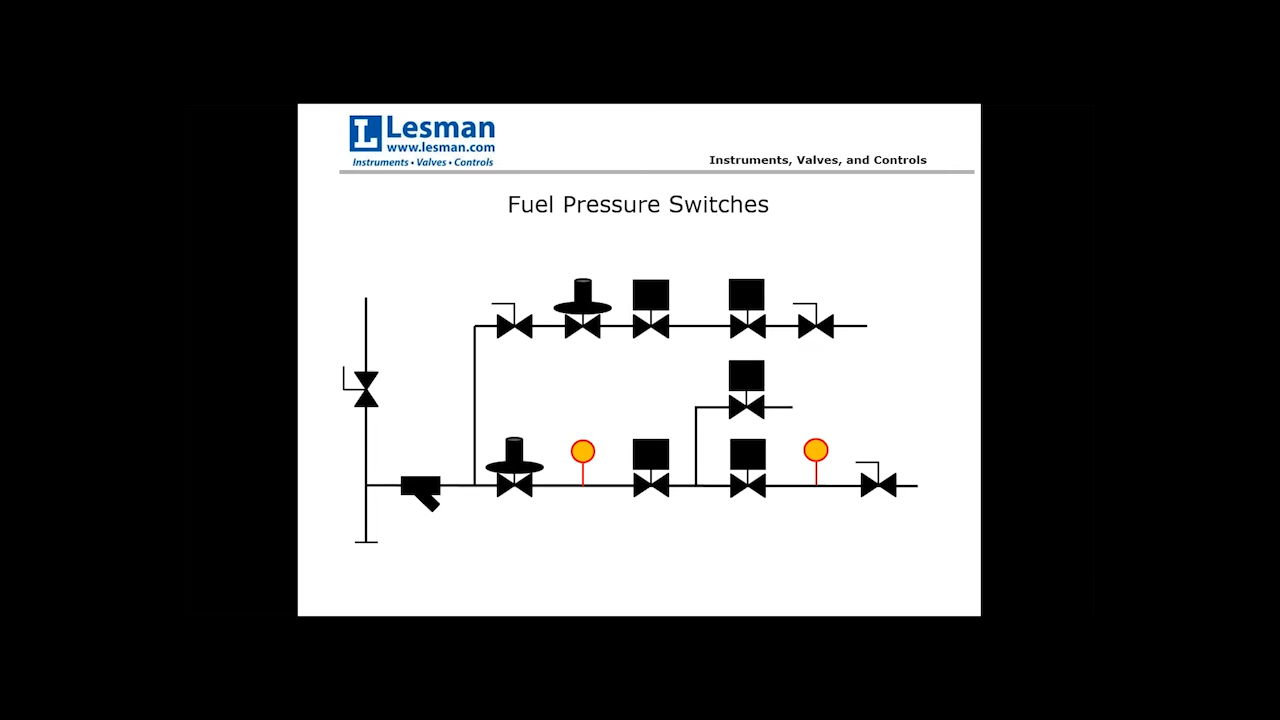 L Lesman
www.lesman.com
Instruments • Valves • Controls
Instruments, Valves, and Controls
Fuel Pressure Switches